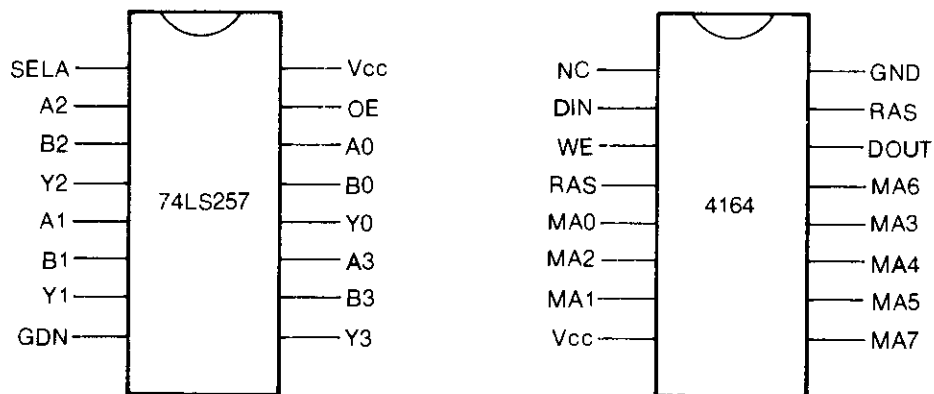 SELA
A2
B2
Y2
A1
B1
Y1
GDN
74LS257
Vcc
OE
A0
B0
Y0
A3
B3
Y3
NC
DIN
WE
RAS
MA0
MA2
MA1
Vcc
4164
GND
RAS
DOUT
MA6
MA3
MA4
MA5
MA7